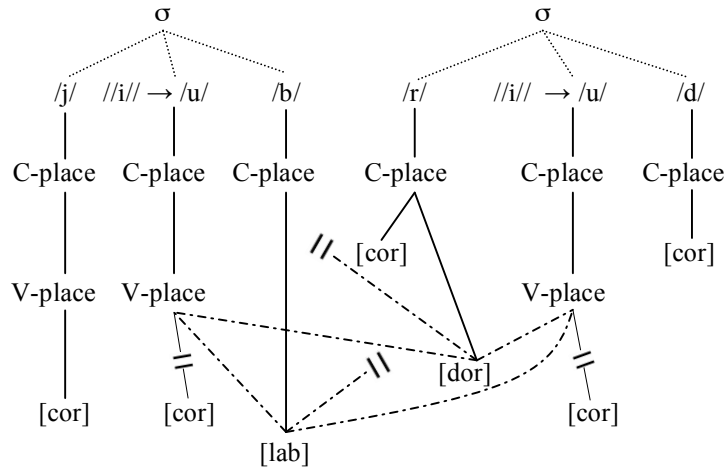 σ σ
/j/ //i// → /u/ /b/ /r/ //i// → /u/ /d/
C-place C-place C-place C-place C-place C-place
[cor] [cor]
V-place V-place V-place
[dor]
[cor] [cor] [cor]
[lab]